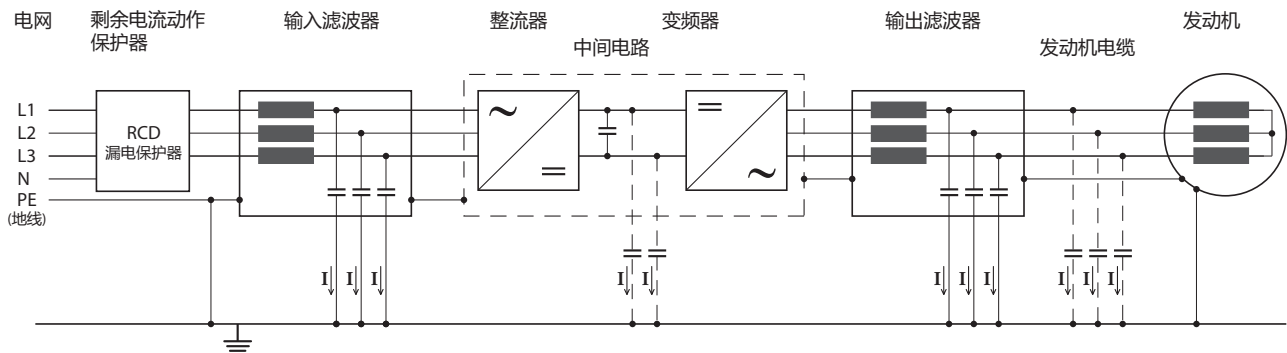 电网
剩余电流动作
保护器
输入滤波器
整流器
中间电路
变频器
输出滤波器
发动机电缆
发动机
L1
L2
L3
N
PE
(地线)
RCD
漏电保护器
I
I
I
I
I
I
I
I
I
I
I